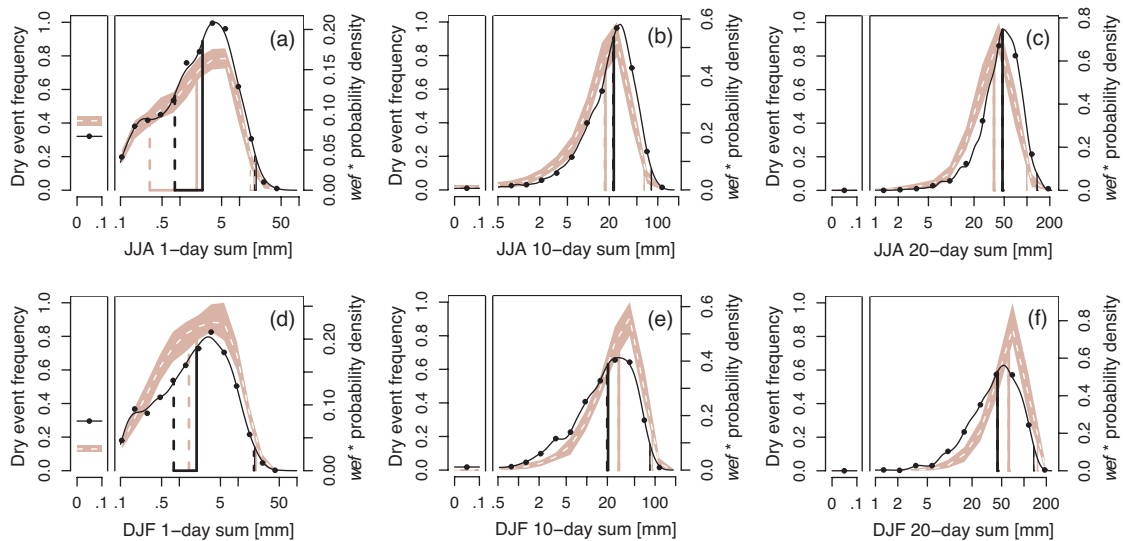 (a)
Dry event frequency
0.0 0.2 0.4 0.6 0.8 1.0
0.00 0.05 0.10 0.15 0.20
wef * probability density
0 .1 .1 .5 5 50
JJA 1−day sum [mm]
(b)
Dry event frequency
0.0 0.2 0.4 0.6 0.8 1.0
0.0 0.1 0.2 0.3 0.4 0.5 0.6
wef * probability density
0 .1 .5 2 5 20 100
JJA 10−day sum [mm]
(c)
Dry event frequency
0.0 0.2 0.4 0.6 0.8 1.0
0.0 0.2 0.4 0.6 0.8
wef * probability density
0 .1 1 2 5 20 50 200
JJA 20−day sum [mm]
(d)
Dry event frequency
0.0 0.2 0.4 0.6 0.8 1.0
0.00 0.10 0.20
wef * probability density
0 .1 .1 .5 5 50
DJF 1−day sum [mm]
(e)
Dry event frequency
0.0 0.2 0.4 0.6 0.8 1.0
0.0 0.1 0.2 0.3 0.4 0.5 0.6
wef * probability density
0 .1 .5 2 5 20 100
DJF 10−day sum [mm]
(f)
Dry event frequency
0.0 0.2 0.4 0.6 0.8 1.0
0.0 0.2 0.4 0.6 0.8
wef * probability density
0 .1 1 2 5 20 50 200
DJF 20−day sum [mm]